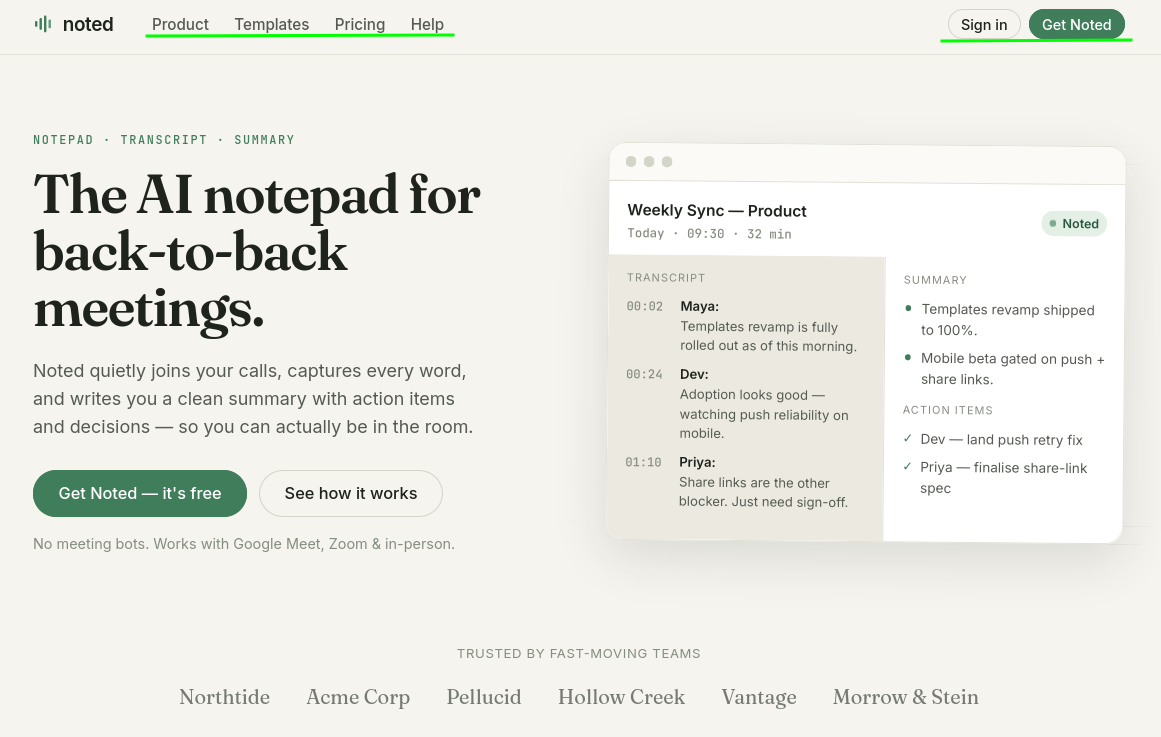 noted Product Templates Pricing Help Sign in Get Noted
NOTEPAD · TRANSCRIPT · SUMMARY
The AI notepad for
back-to-back
meetings.
Noted quietly joins your calls, captures every word,
and writes you a clean summary with action items
and decisions — so you can actually be in the room.
Get Noted — it's free See how it works
No meeting bots. Works with Google Meet, Zoom & in-person.
Weekly Sync — Product
Today · 09:30 · 32 min
Noted
TRANSCRIPT
00:02 Maya:
Templates revamp is fully
rolled out as of this morning.
00:24 Dev:
Adoption looks good —
watching push reliability on
mobile.
01:10 Priya:
Share links are the other
blocker. Just need sign-off.
SUMMARY
• Templates revamp shipped
to 100%.
• Mobile beta gated on push +
share links.
ACTION ITEMS
✓ Dev — land push retry fix
✓ Priya — finalise share-link
spec
TRUSTED BY FAST-MOVING TEAMS
Northtide Acme Corp Pellucid Hollow Creek Vantage Morrow & Stein